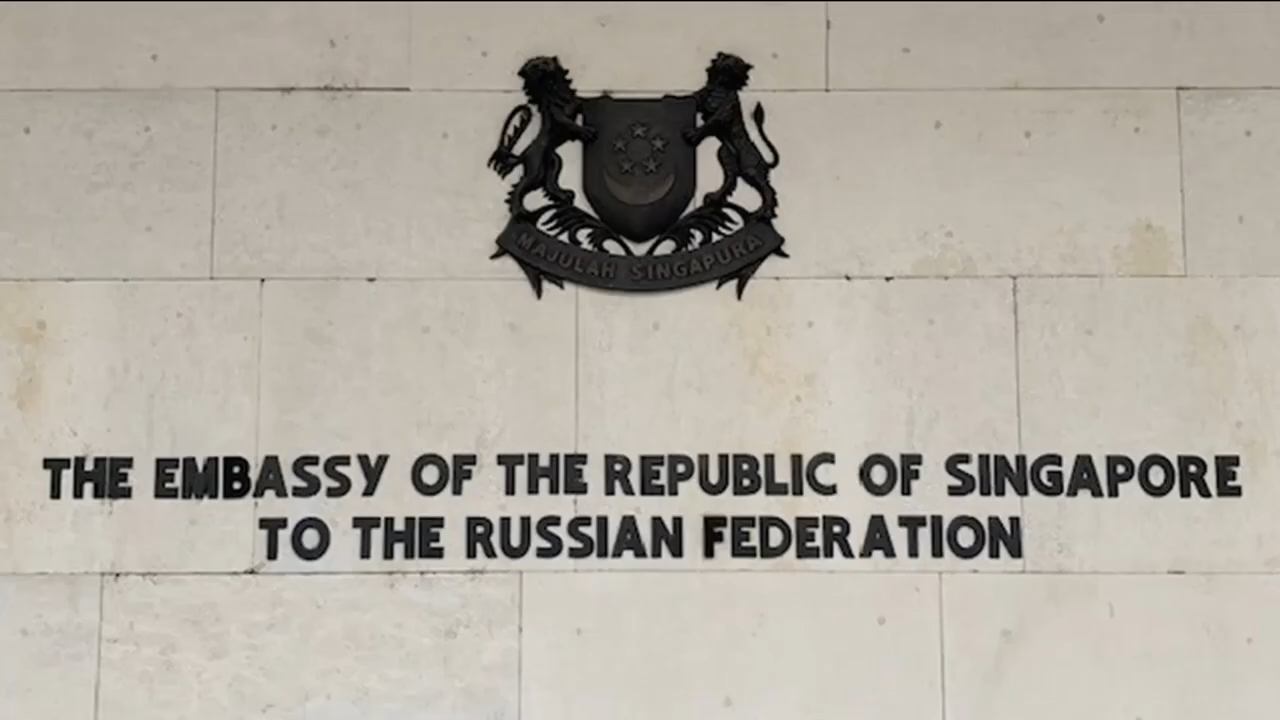 MAJULAH SINGAPURA
THE EMBASSY OF THE REPUBLIC OF SINGAPORE
TO THE RUSSIAN FEDERATION